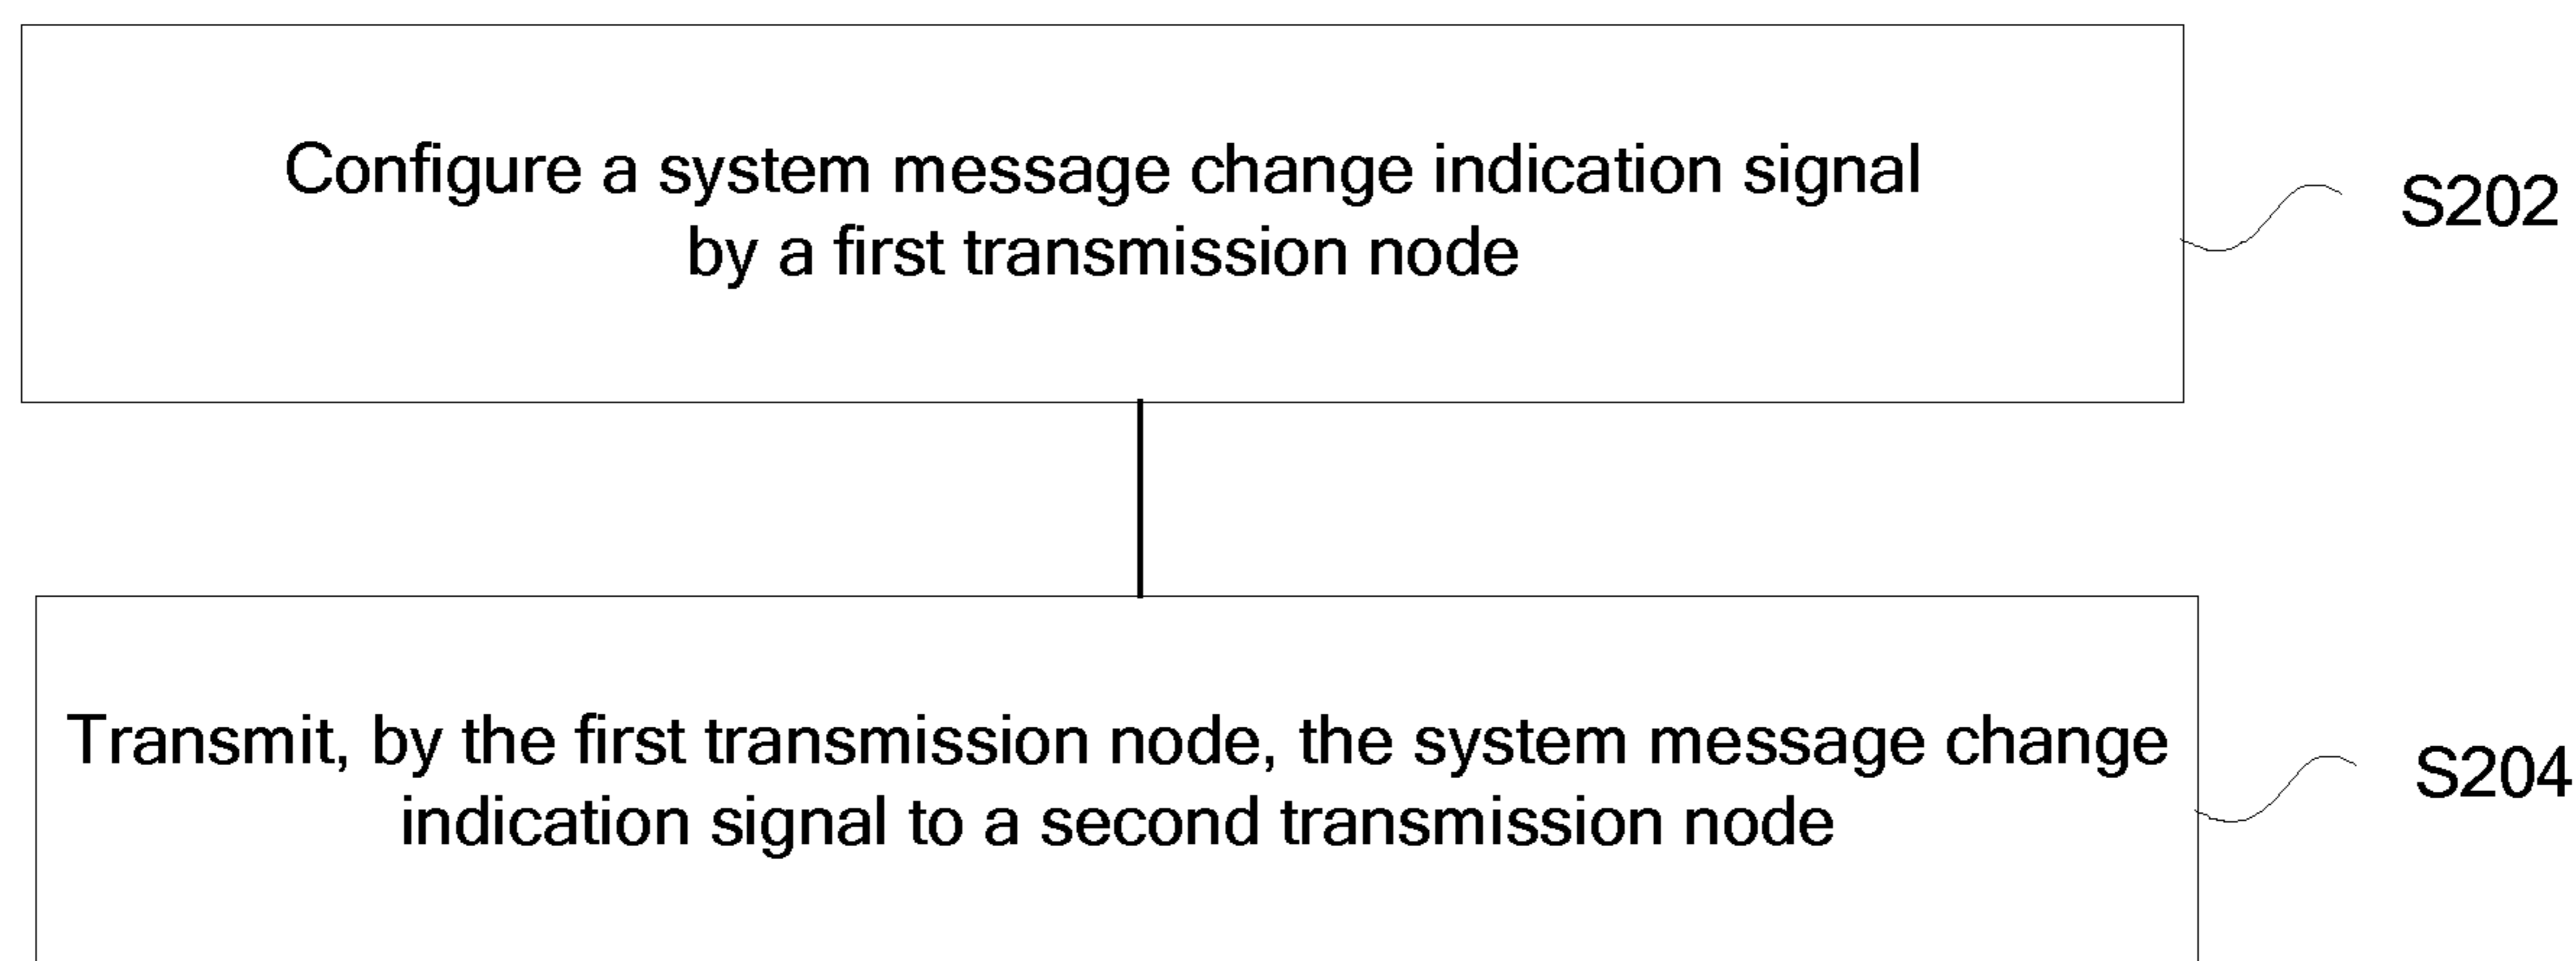 Configure a system message change indication signal
by a first transmission node
S202
Transmit, by the first transmission node, the system message change
indication signal to a second transmission node
S204